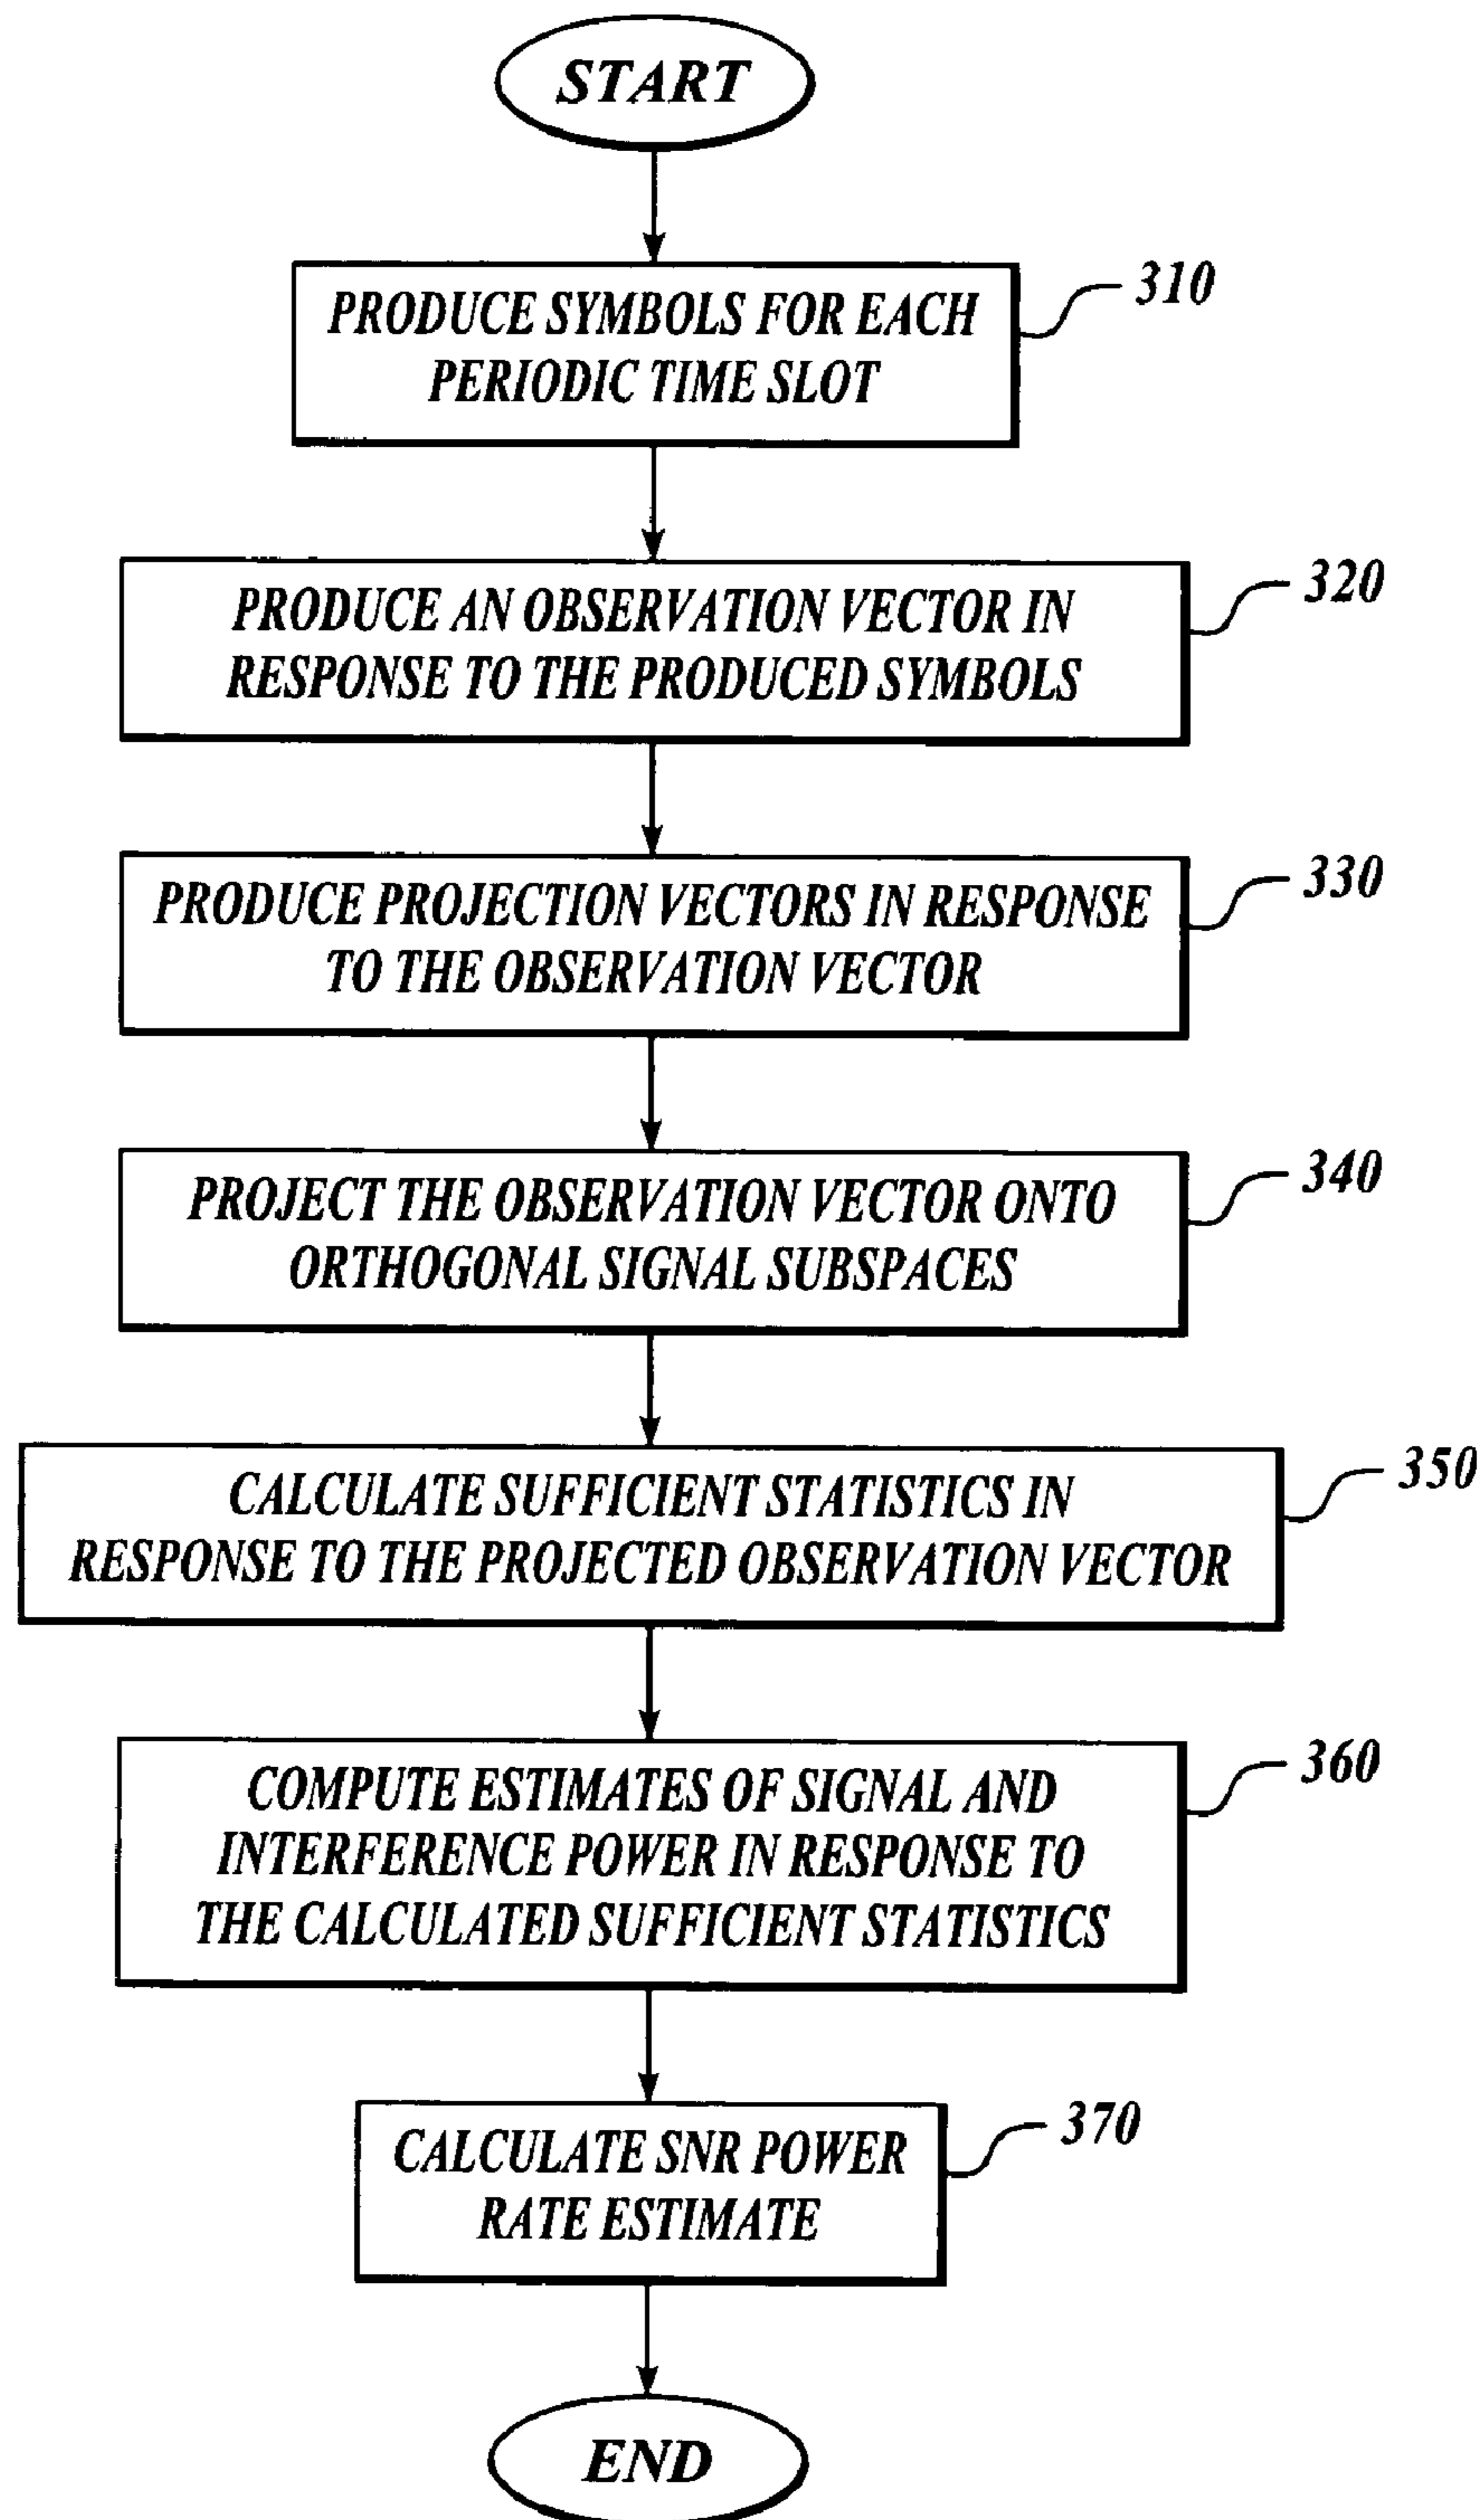 START
PRODUCE SYMBOLS FOR EACH
PERIODIC TIME SLOT
310
PRODUCE AN OBSERVATION VECTOR IN
RESPONSE TO THE PRODUCED SYMBOLS
320
PRODUCE PROJECTION VECTORS IN RESPONSE
TO THE OBSERVATION VECTOR
330
PROJECT THE OBSERVATION VECTOR ONTO
ORTHOGONAL SIGNAL SUBSPACES
340
CALCULATE SUFFICIENT STATISTICS IN
RESPONSE TO THE PROJECTED OBSERVATION VECTOR
350
COMPUTE ESTIMATES OF SIGNAL AND
INTERFERENCE POWER IN RESPONSE TO
THE CALCULATED SUFFICIENT STATISTICS
360
CALCULATE SNR POWER
RATE ESTIMATE
370
END